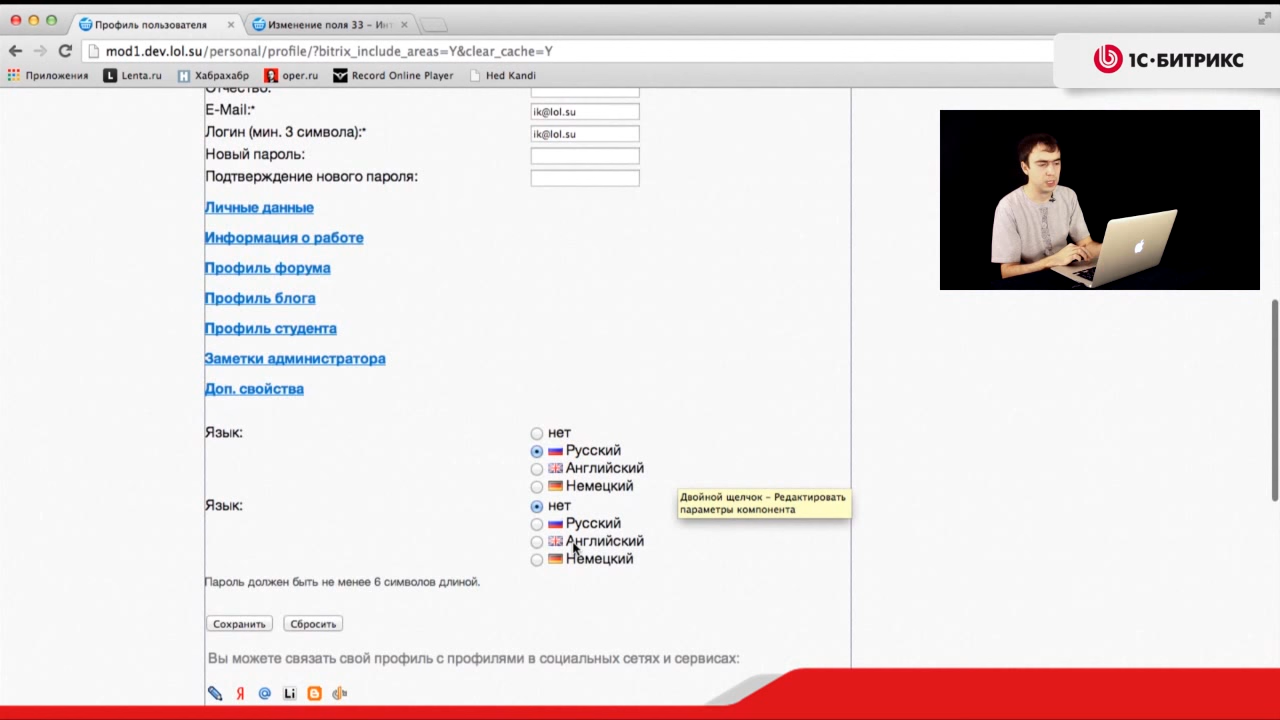 Профиль пользователя
Изменение поля 33 – Инт
mod1.dev.lol.su/personal/profile/?bitrix_include_areas=Y&clear_cache=Y
1С·БИТРИКС
Приложения
Lenta.ru
Хабрахабр
oper.ru
Record Online Player
Hed Kandi
Отчество:
E-Mail:* ik@lol.su
Логин (мин. 3 символа):* ik@lol.su
Новый пароль:
Подтверждение нового пароля:
Личные данные
Информация о работе
Профиль форума
Профиль блога
Профиль студента
Заметки администратора
Доп. свойства
Язык: нет
Русский
Английский
Немецкий
Язык: нет
Русский
Английский
Немецкий
Двойной щелчок – Редактировать
параметры компонента
Пароль должен быть не менее 6 символов длиной.
Сохранить Сбросить
Вы можете связать свой профиль с профилями в социальных сетях и сервисах:
Я @ Li